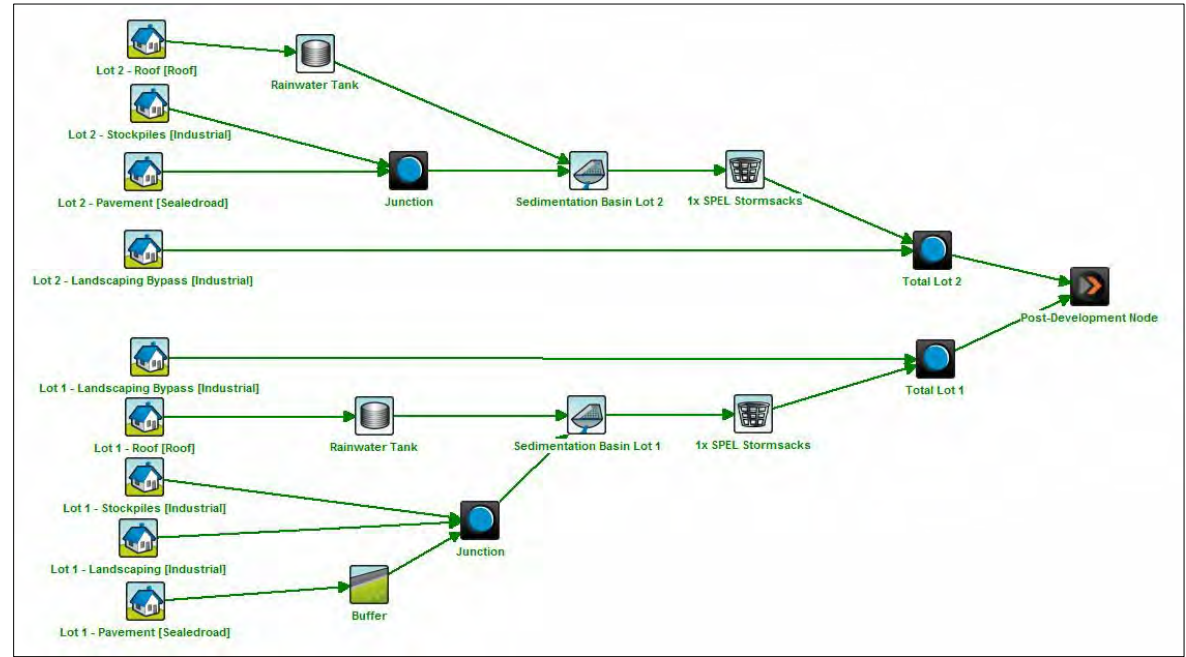 Lot 2 - Roof [Roof]
Rainwater Tank
Lot 2 - Stockpiles [Industrial]
Lot 2 - Pavement [Sealedroad]
Junction
Sedimentation Basin Lot 2
1x SPEL Stormsacks
Lot 2 - Landscaping Bypass [Industrial]
Total Lot 2
Post-Development Node
Lot 1 - Landscaping Bypass [Industrial]
Total Lot 1
Lot 1 - Roof [Roof]
Rainwater Tank
Sedimentation Basin Lot 1
1x SPEL Stormsacks
Lot 1 - Stockpiles [Industrial]
Junction
Lot 1 - Landscaping [Industrial]
Buffer
Lot 1 - Pavement [Sealedroad]